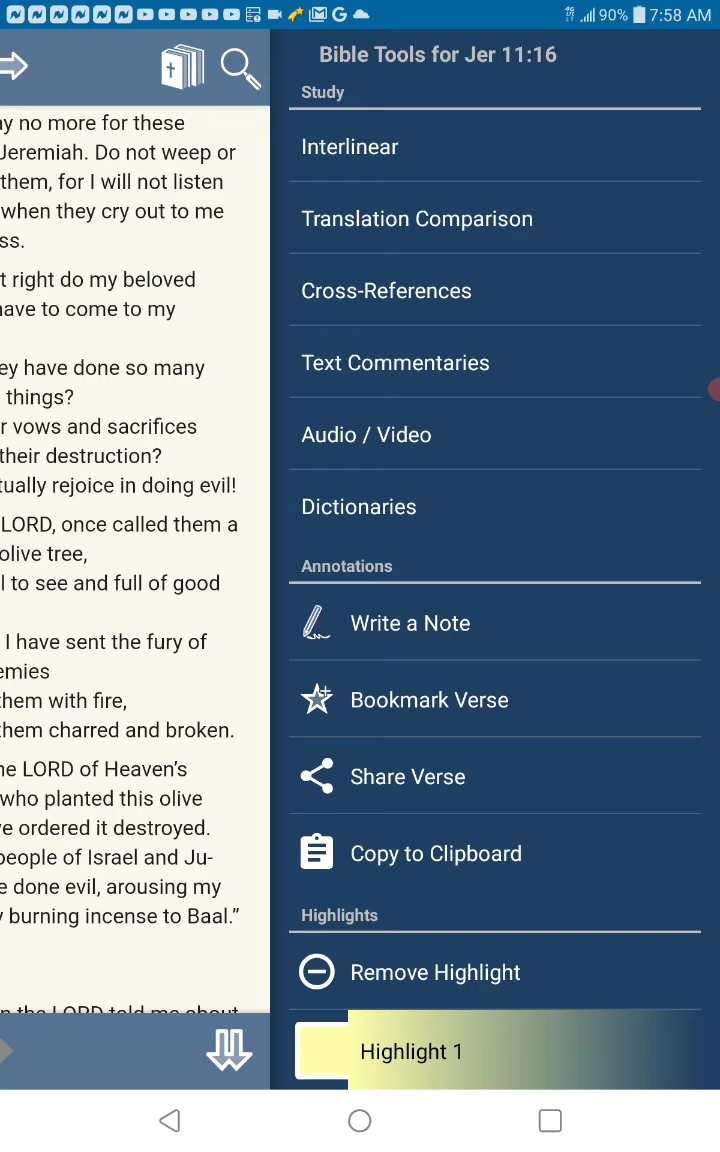 90% 7:58 AM
Bible Tools for Jer 11:16
no more for these
Jeremiah. Do not weep or
them, for I will not listen
when they cry out to me
t right do my beloved
have to come to my
have done so many
things?
r vows and sacrifices
their destruction?
rejoice in doing evil!
LORD, once called them a
olive tree,
l to see and full of good
I have sent the fury of
them with fire,
them charred and broken.
LORD of Heaven’s
who planted this olive
ordered it destroyed.
people of Israel and Ju-
done evil, arousing my
burning incense to Baal.”
the LORD told me about
Study
Interlinear
Translation Comparison
Cross-References
Text Commentaries
Audio / Video
Dictionaries
Annotations
Write a Note
Bookmark Verse
Share Verse
Copy to Clipboard
Highlights
Remove Highlight
Highlight 1